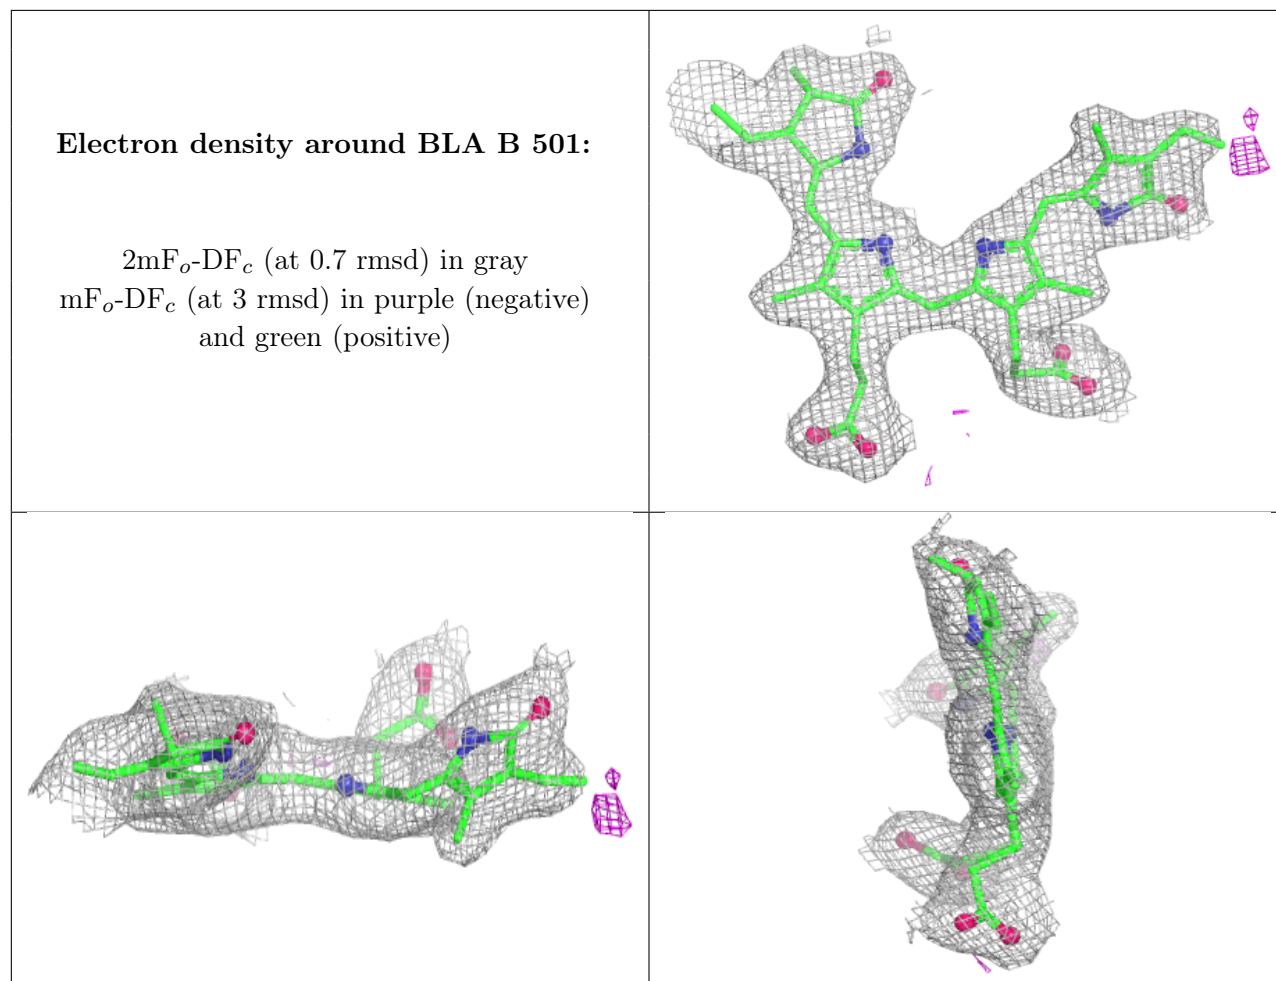 Electron density around BLA B 501:
2mFo-DFc (at 0.7 rmsd) in gray
mFo-DFc (at 3 rmsd) in purple (negative)
and green (positive)